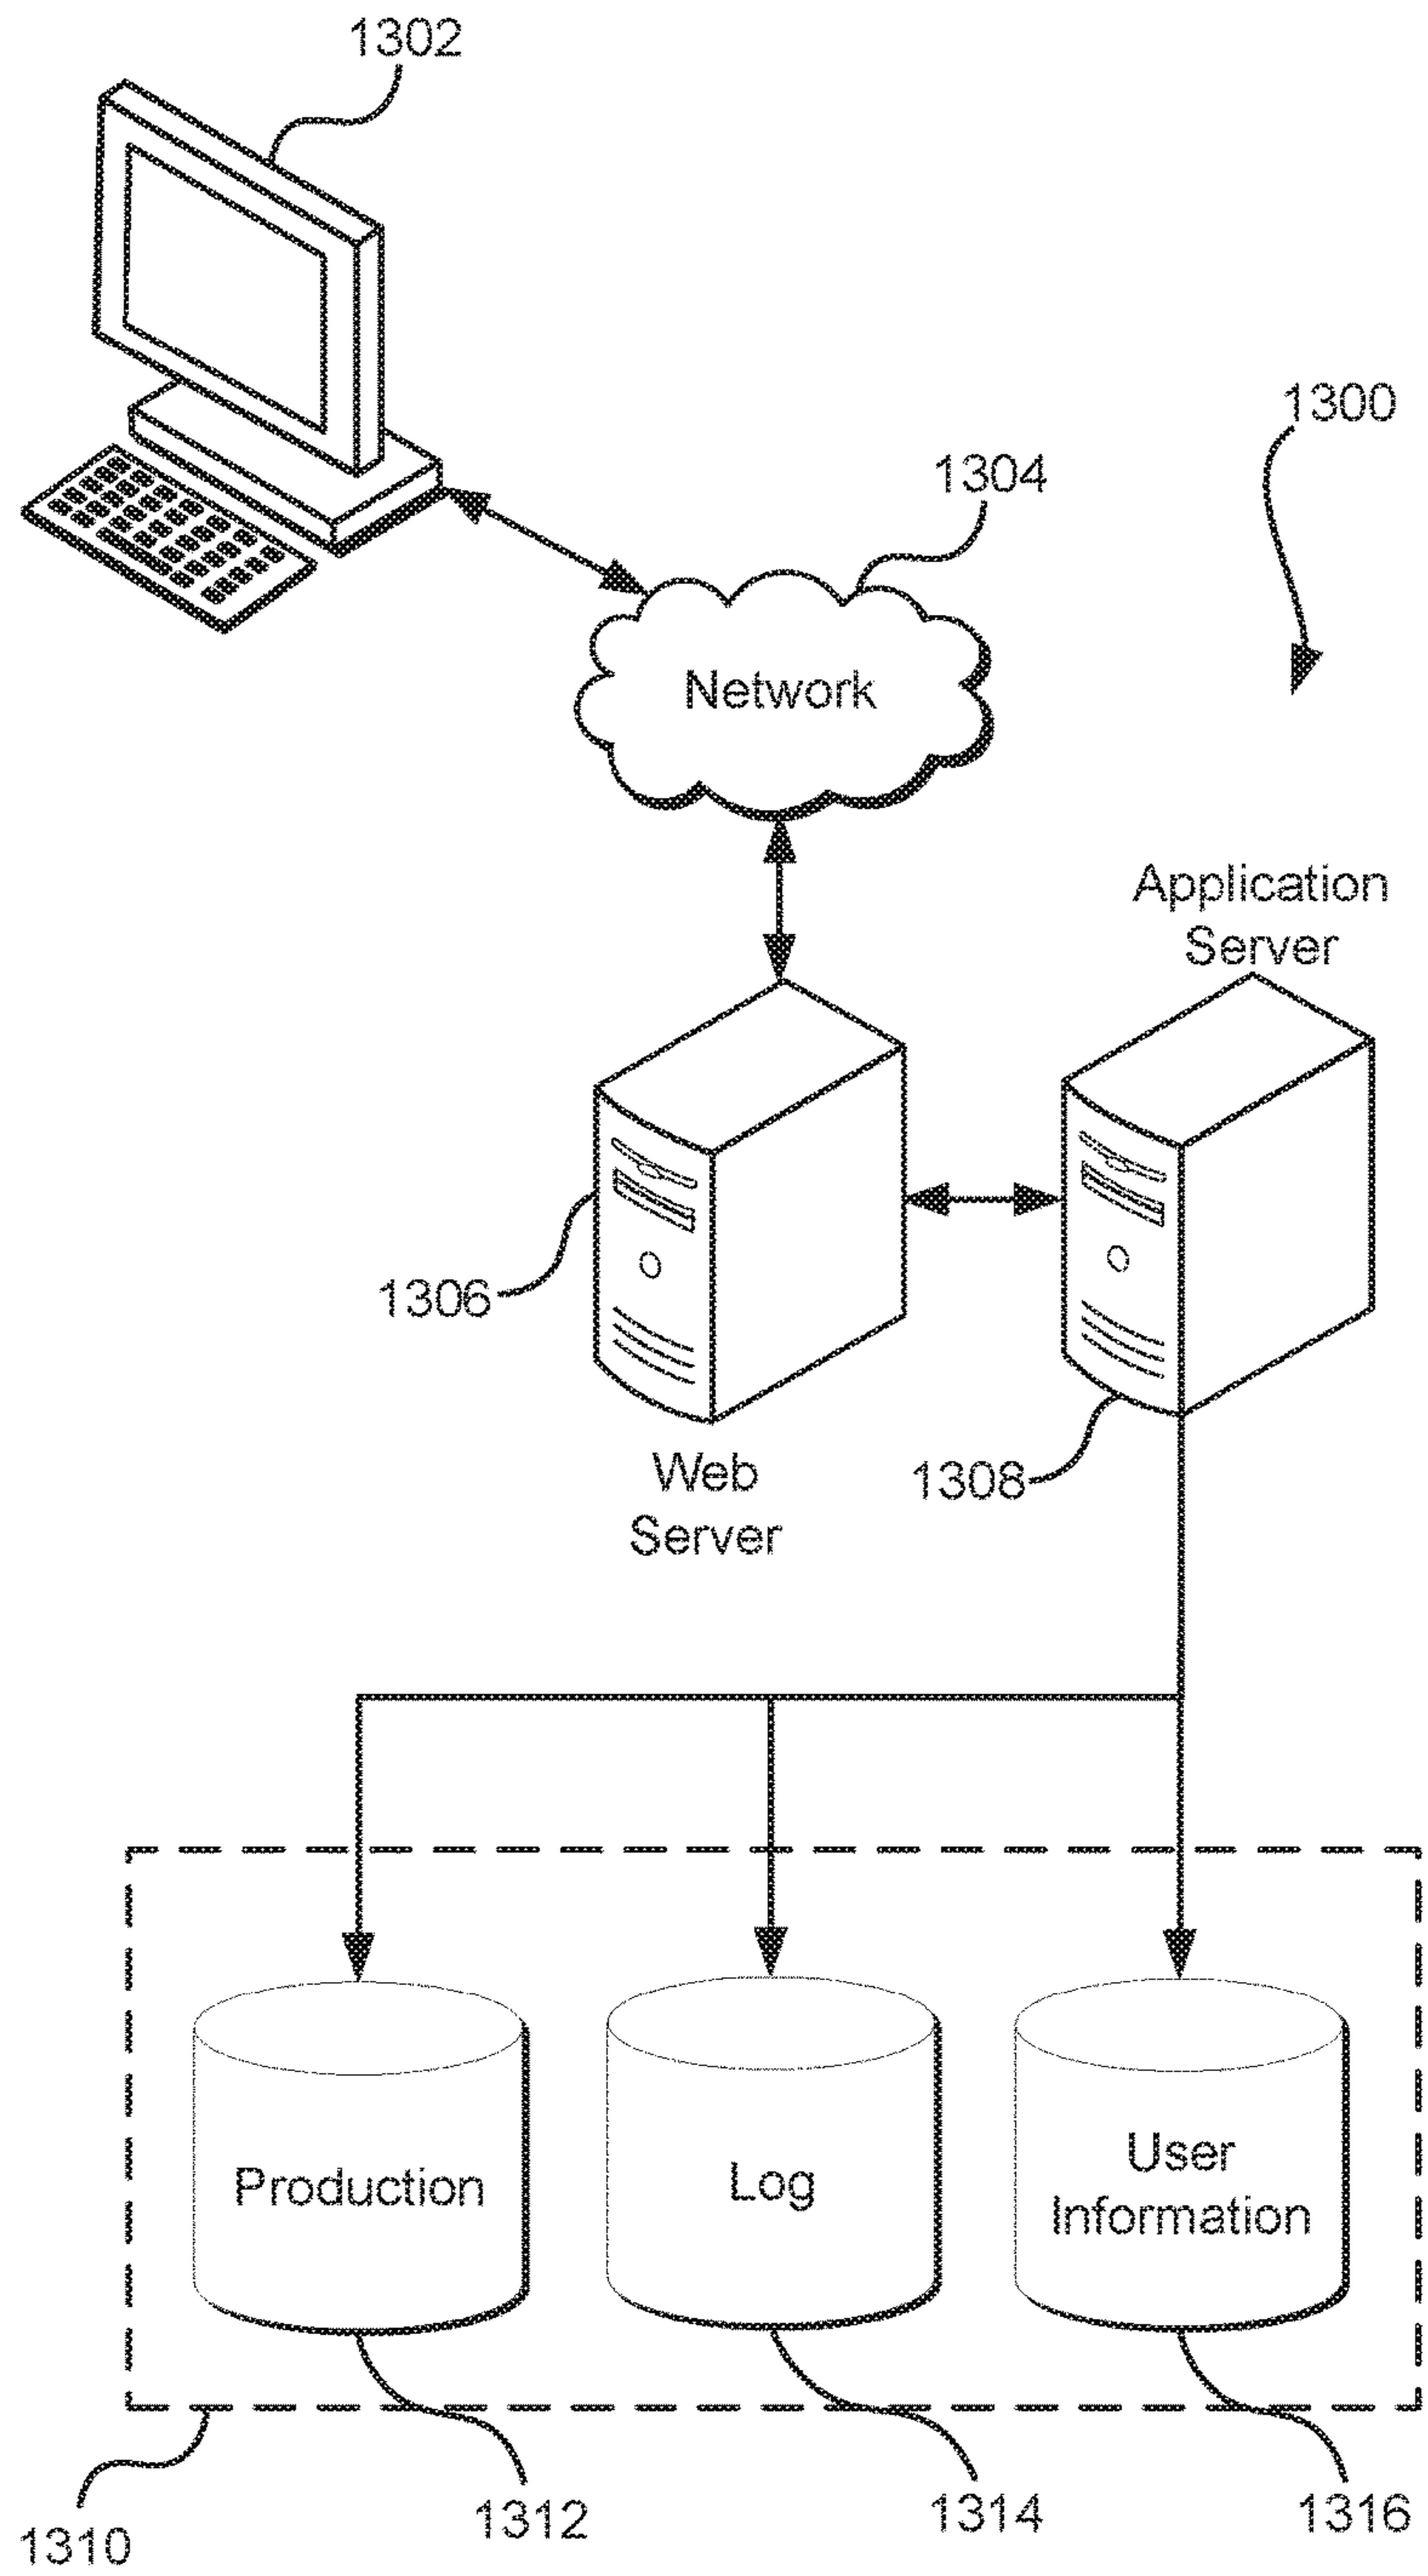 1302
1300
1304
Network
Application
Server
1306
1308
Web
Server
Production
Log
User
Information
1312
1314
1316
1310